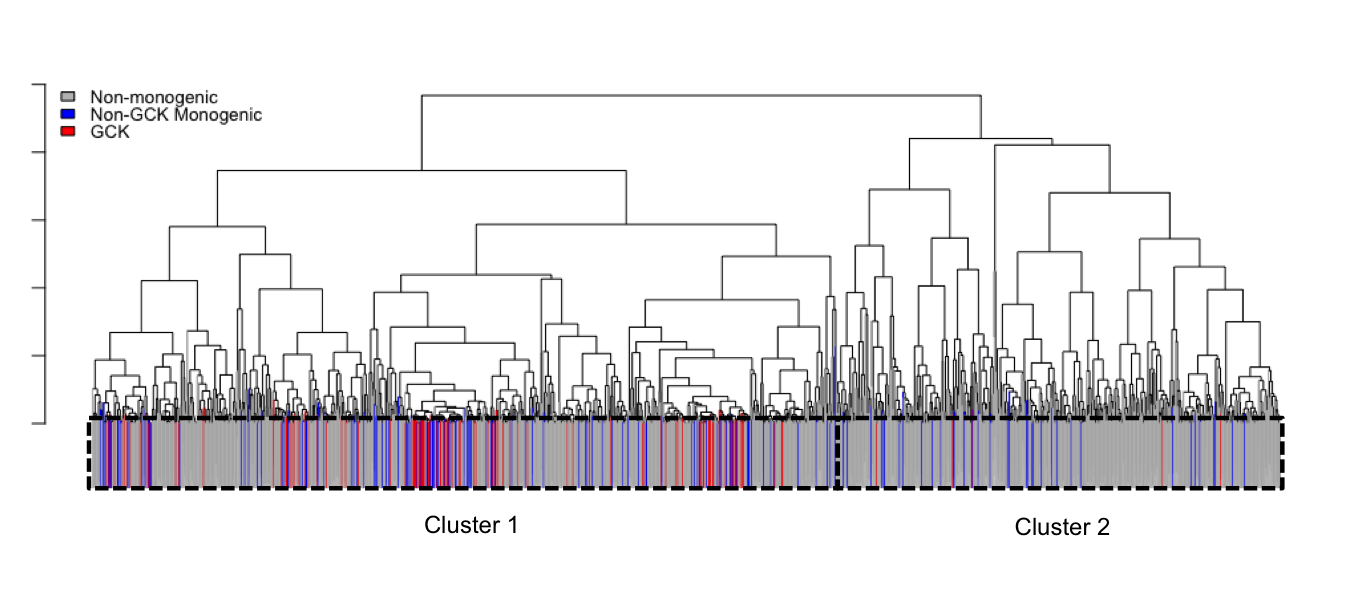 Non-monogenic
Non-GCK Monogenic
GCK
Cluster 1
Cluster 2